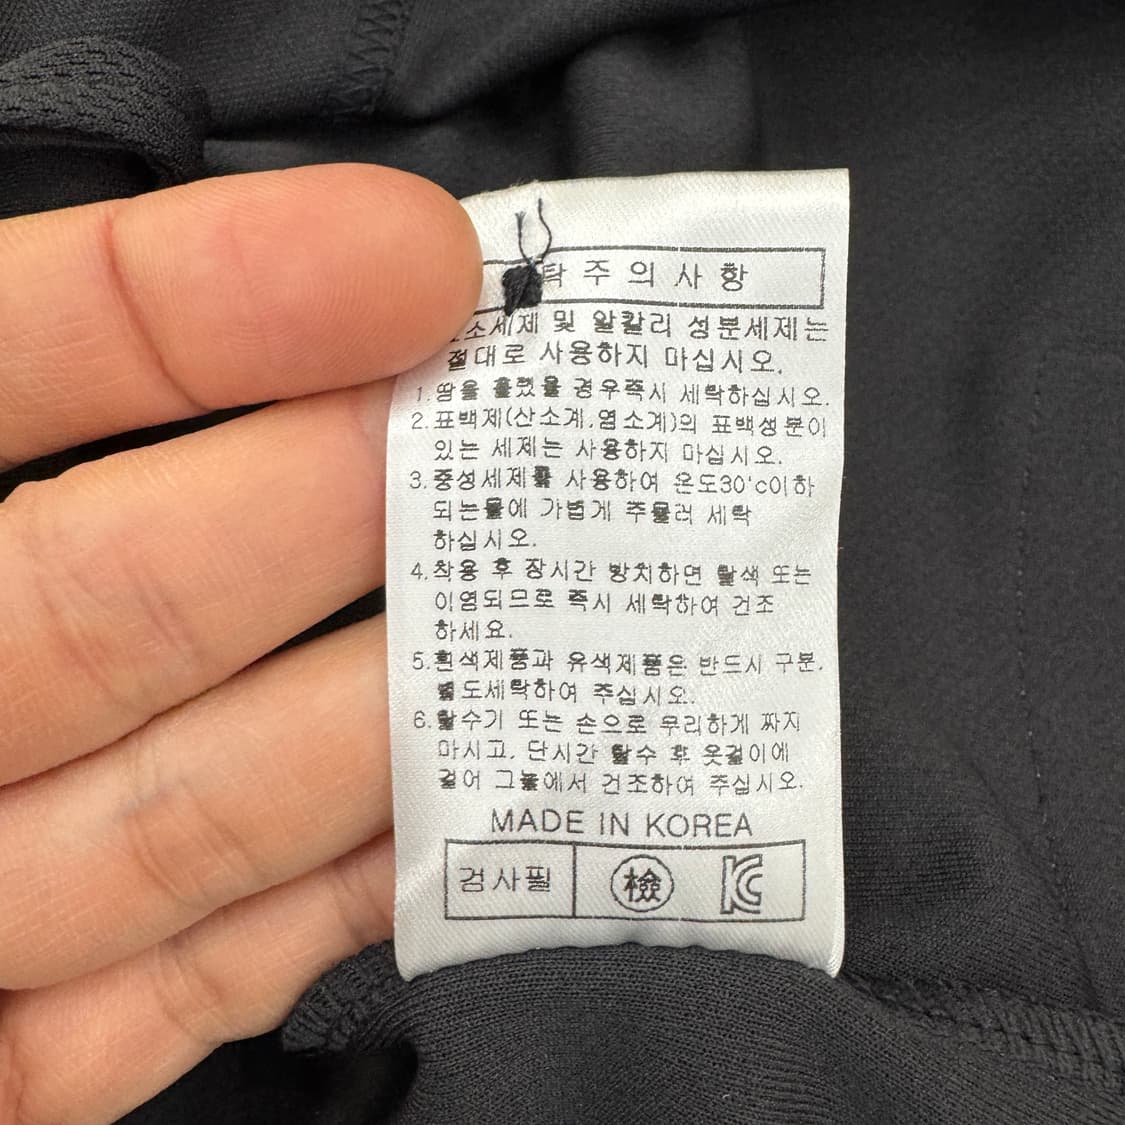 탁주의사항
소세제 및 알칼리 성분세제는
절대로 사용하지 마십시오.
1. 땀을 흘렸을 경우즉시 세탁하십시오.
2. 표백제(산소계,염소계)의 표백성분이
있는 세제는 사용하지 마십시오.
3. 중성세제를 사용하여 온도30'c이하
되는물에 가볍게 주물러 세탁
하십시오.
4. 착용 후 장시간 방치하면 탈색 또는
이염되므로 즉시 세탁하여 건조
하세요.
5. 흰색제품과 유색제품은 반드시 구분,
별도세탁하여 주십시오.
6. 탈수기 또는 손으로 무리하게 짜지
마시고, 단시간 탈수 후 옷걸이에
걸어 그늘에서 건조하여 주십시오.
MADE IN KOREA
검사필 檢 KC